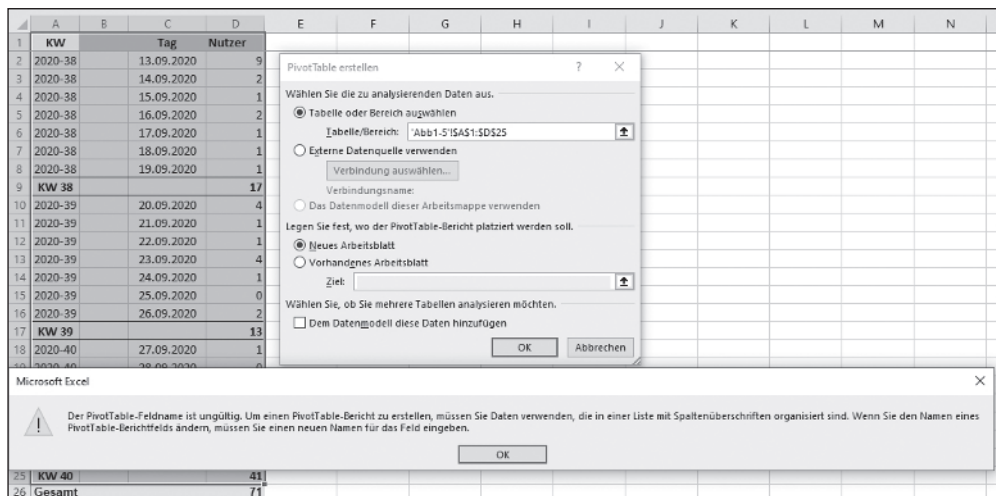 A B C D E F G H I J K L M N
1 KW Tag Nutzer
2 2020-38 13.09.2020 9
3 2020-38 14.09.2020 2
4 2020-38 15.09.2020 1
5 2020-38 16.09.2020 2
6 2020-38 17.09.2020 1
7 2020-38 18.09.2020 1
8 2020-38 19.09.2020 1
9 KW 38 17
10 2020-39 20.09.2020 4
11 2020-39 21.09.2020 1
12 2020-39 22.09.2020 1
13 2020-39 23.09.2020 4
14 2020-39 24.09.2020 1
15 2020-39 25.09.2020 0
16 2020-39 26.09.2020 2
17 KW 39 13
18 2020-40 27.09.2020 1
19 2020-40 28.09.2020 0
PivotTable erstellen ?
Wählen Sie die zu analysierenden Daten aus.
Tabelle oder Bereich auswählen
Tabelle/Bereich: 'Abb1-5'!$A$1:$D$25
Externe Datenquelle verwenden
Verbindung auswählen...
Verbindungsname:
Das Datenmodell dieser Arbeitsmappe verwenden
Legen Sie fest, wo der PivotTable-Bericht platziert werden soll.
Neues Arbeitsblatt
Vorhandenes Arbeitsblatt
Ziel:
Wählen Sie, ob Sie mehrere Tabellen analysieren möchten.
Dem Datenmodell diese Daten hinzufügen
OK Abbrechen
Microsoft Excel
Der PivotTable-Feldname ist ungültig. Um einen PivotTable-Bericht zu erstellen, müssen Sie Daten verwenden, die in einer Liste mit Spaltenüberschriften organisiert sind. Wenn Sie den Namen eines
PivotTable-Berichtfelds ändern, müssen Sie einen neuen Namen für das Feld eingeben.
OK
25 KW 40 41
26 Gesamt 71